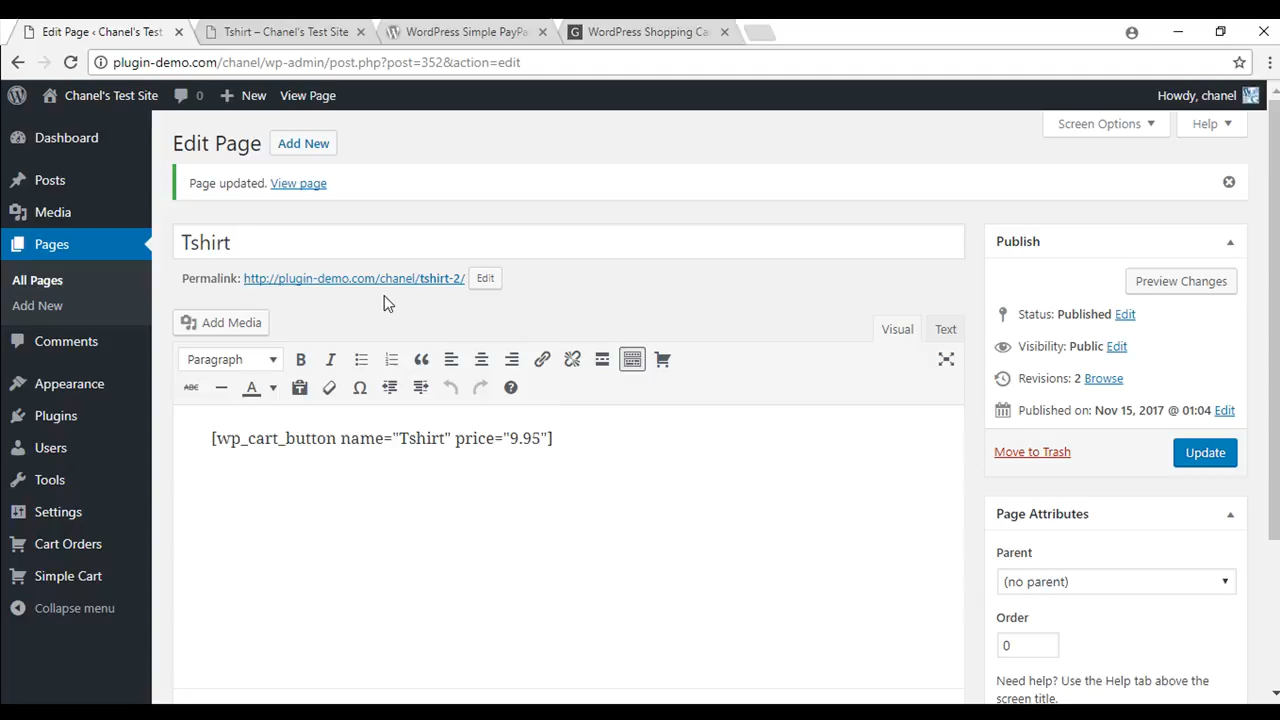 Edit Page ‹ Chanel's Test
Tshirt – Chanel's Test Site
WordPress Simple PayPa
WordPress Shopping Ca
plugin-demo.com/chanel/wp-admin/post.php?post=352&action=edit
Chanel's Test Site
0
New
View Page
Howdy, chanel
Dashboard
Posts
Media
Pages
All Pages
Add New
Comments
Appearance
Plugins
Users
Tools
Settings
Cart Orders
Simple Cart
Collapse menu
Screen Options
Help
Edit Page
Add New
Page updated. View page
Tshirt
Permalink: http://plugin-demo.com/chanel/tshirt-2/
Edit
Add Media
Visual
Text
Paragraph
B
I
ABC
A
[wp_cart_button name="Tshirt" price="9.95"]
Publish
Preview Changes
Status: Published Edit
Visibility: Public Edit
Revisions: 2 Browse
Published on: Nov 15, 2017 @ 01:04 Edit
Move to Trash
Update
Page Attributes
Parent
(no parent)
Order
0
Need help? Use the Help tab above the
screen title.